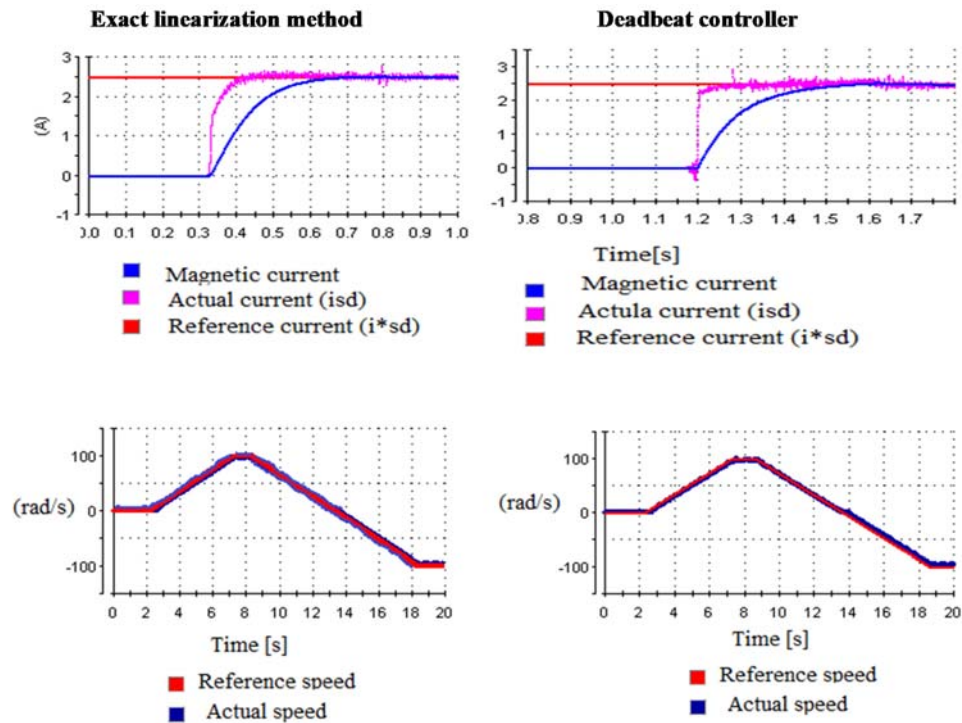 Exact linearization method
Deadbeat controller
3
2
1
0
-1
(A)
0.0 0.1 0.2 0.3 0.4 0.5 0.6 0.7 0.8 0.9 1.0
Magnetic current
Actual current (isd)
Reference current (i*sd)
3
2
1
0
-1
0.8 0.9 1.0 1.1 1.2 1.3 1.4 1.5 1.6 1.7
Time[s]
Magnetic current
Actula current (isd)
Reference current (i*sd)
100
0
-100
(rad/s)
0 2 4 6 8 10 12 14 16 18 20
Time [s]
Reference speed
Actual speed
100
0
-100
(rad/s)
0 2 4 6 8 10 12 14 16 18 20
Time [s]
Reference speed
Actual speed